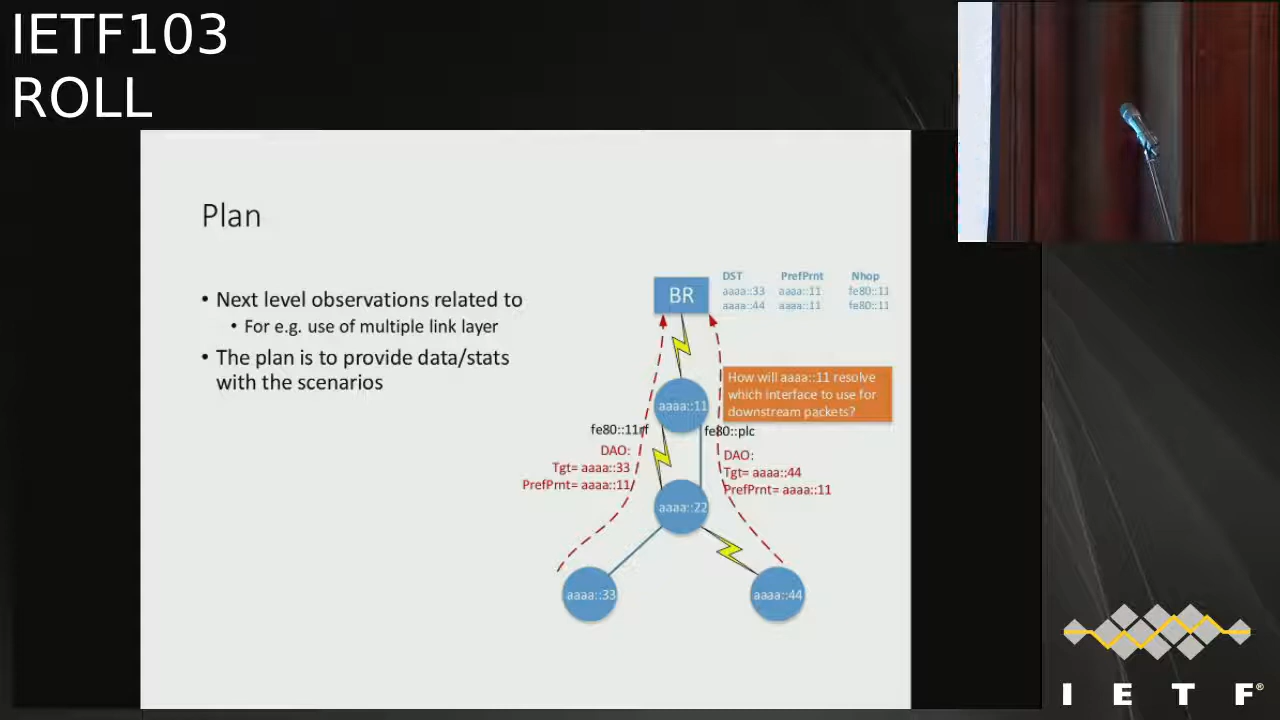 IETF103
ROLL
Plan
• Next level observations related to
• For e.g. use of multiple link layer
• The plan is to provide data/stats
with the scenarios
BR
DST PrefPrnt Nhop
aaaa::33 aaaa::11 fe80::11
aaaa::44 aaaa::11 fe80::11
How will aaaa::11 resolve
which interface to use for
downstream packets?
aaaa::11
fe80::11rf
fe80::plc
DAO:
Tgt= aaaa::33
PrefPrnt= aaaa::11
DAO:
Tgt= aaaa::44
PrefPrnt= aaaa::11
aaaa::22
aaaa::33
aaaa::44
IETF®